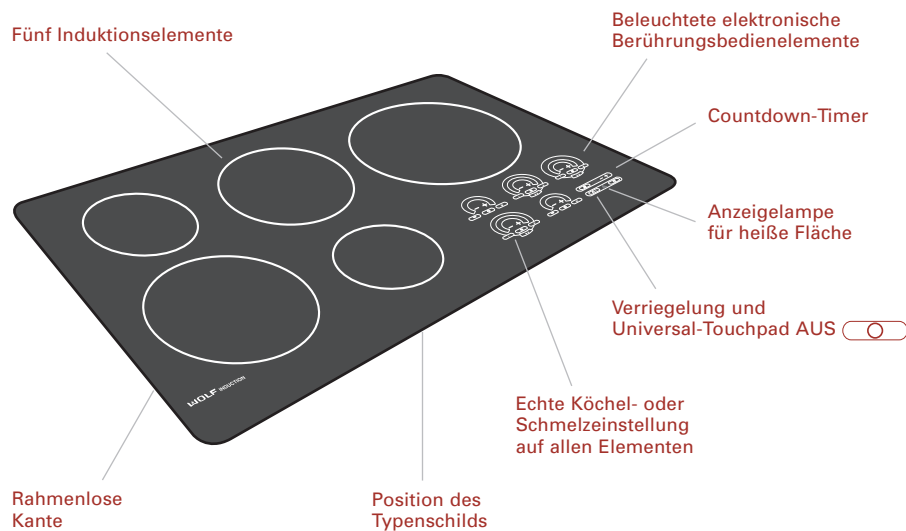 Fünf Induktionselemente
Beleuchtete elektronische
Berührungsbedienelemente
Countdown-Timer
Anzeigelampe
für heiße Fläche
Verriegelung und
Universal-Touchpad AUS
Echte Köchel- oder
Schmelzeinstellung
auf allen Elementen
WOLF INDUCTION
Rahmenlose
Kante
Position des
Typenschilds